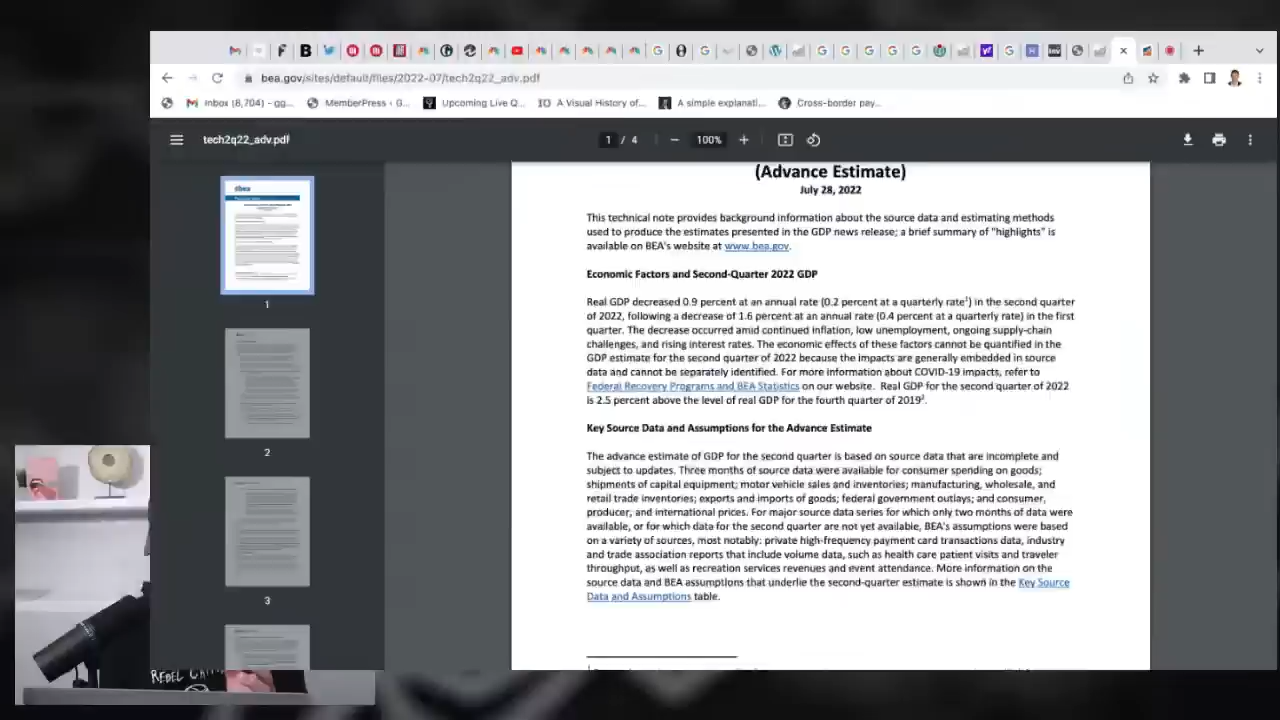 bea.gov/sites/default/files/2022-07/tech2q22_adv.pdf
Inbox (8,704) - gg... MemberPress ‹ G... Upcoming Live Q... A Visual History of... A simple explanati... Cross-border pay...
tech2q22_adv.pdf 1 / 4 100%
1
2
3
(Advance Estimate)
July 28, 2022
This technical note provides background information about the source data and estimating methods
used to produce the estimates presented in the GDP news release; a brief summary of "highlights" is
available on BEA's website at www.bea.gov.
Economic Factors and Second-Quarter 2022 GDP
Real GDP decreased 0.9 percent at an annual rate (0.2 percent at a quarterly rate¹) in the second quarter
of 2022, following a decrease of 1.6 percent at an annual rate (0.4 percent at a quarterly rate) in the first
quarter. The decrease occurred amid continued inflation, low unemployment, ongoing supply-chain
challenges, and rising interest rates. The economic effects of these factors cannot be quantified in the
GDP estimate for the second quarter of 2022 because the impacts are generally embedded in source
data and cannot be separately identified. For more information about COVID-19 impacts, refer to
Federal Recovery Programs and BEA Statistics on our website. Real GDP for the second quarter of 2022
is 2.5 percent above the level of real GDP for the fourth quarter of 2019².
Key Source Data and Assumptions for the Advance Estimate
The advance estimate of GDP for the second quarter is based on source data that are incomplete and
subject to updates. Three months of source data were available for consumer spending on goods;
shipments of capital equipment; motor vehicle sales and inventories; manufacturing, wholesale, and
retail trade inventories; exports and imports of goods; federal government outlays; and consumer,
producer, and international prices. For major source data series for which only two months of data were
available, or for which data for the second quarter are not yet available, BEA's assumptions were based
on a variety of sources, most notably: private high-frequency payment card transactions data, industry
and trade association reports that include volume data, such as health care patient visits and traveler
throughput, as well as recreation services revenues and event attendance. More information on the
source data and BEA assumptions that underlie the second-quarter estimate is shown in the Key Source
Data and Assumptions table.
REBEL